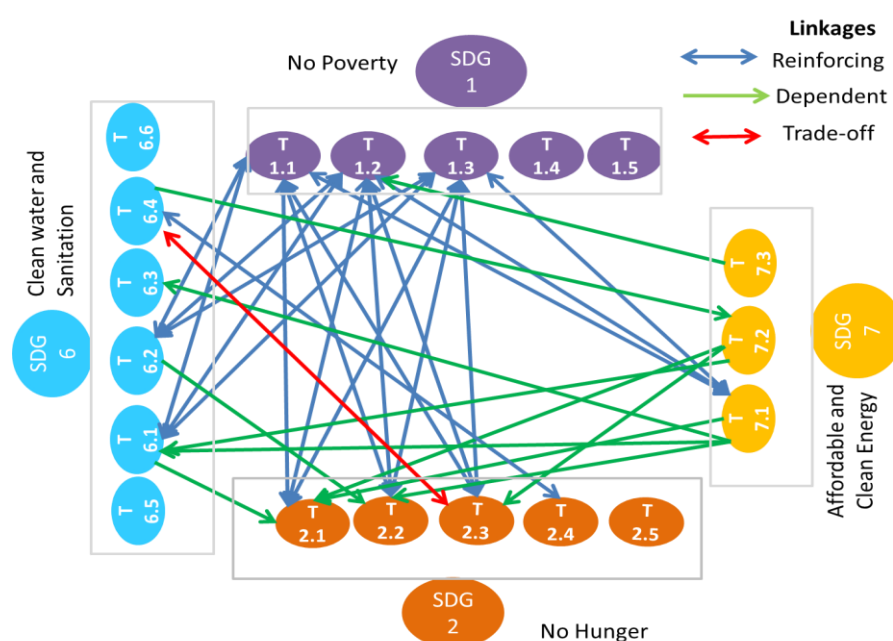 Linkages
Reinforcing
Dependent
Trade-off
No Poverty
SDG
1
T
1.1
T
1.2
T
1.3
T
1.4
T
1.5
Clean water and
Sanitation
SDG
6
T
6.6
T
6.4
T
6.3
T
6.2
T
6.1
T
6.5
T
7.3
T
7.2
T
7.1
SDG
7
Affordable and
Clean Energy
T
2.1
T
2.2
T
2.3
T
2.4
T
2.5
SDG
2
No Hunger